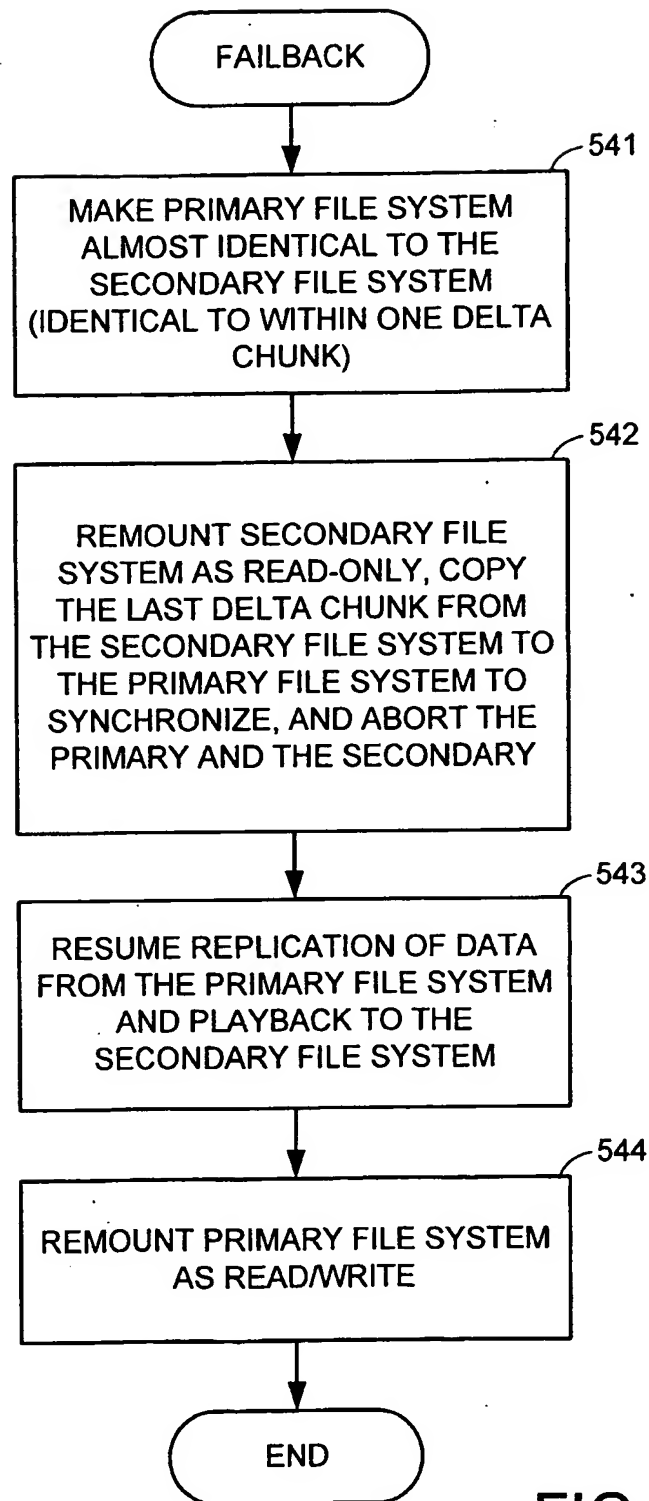 FAILBACK
541
MAKE PRIMARY FILE SYSTEM
ALMOST IDENTICAL TO THE
SECONDARY FILE SYSTEM
(IDENTICAL TO WITHIN ONE DELTA
CHUNK)
542
REMOUNT SECONDARY FILE
SYSTEM AS READ-ONLY, COPY
THE LAST DELTA CHUNK FROM
THE SECONDARY FILE SYSTEM TO
THE PRIMARY FILE SYSTEM TO
SYNCHRONIZE, AND ABORT THE
PRIMARY AND THE SECONDARY
543
RESUME REPLICATION OF DATA
FROM THE PRIMARY FILE SYSTEM
AND PLAYBACK TO THE
SECONDARY FILE SYSTEM
544
REMOUNT PRIMARY FILE SYSTEM
AS READ/WRITE
END
FIG